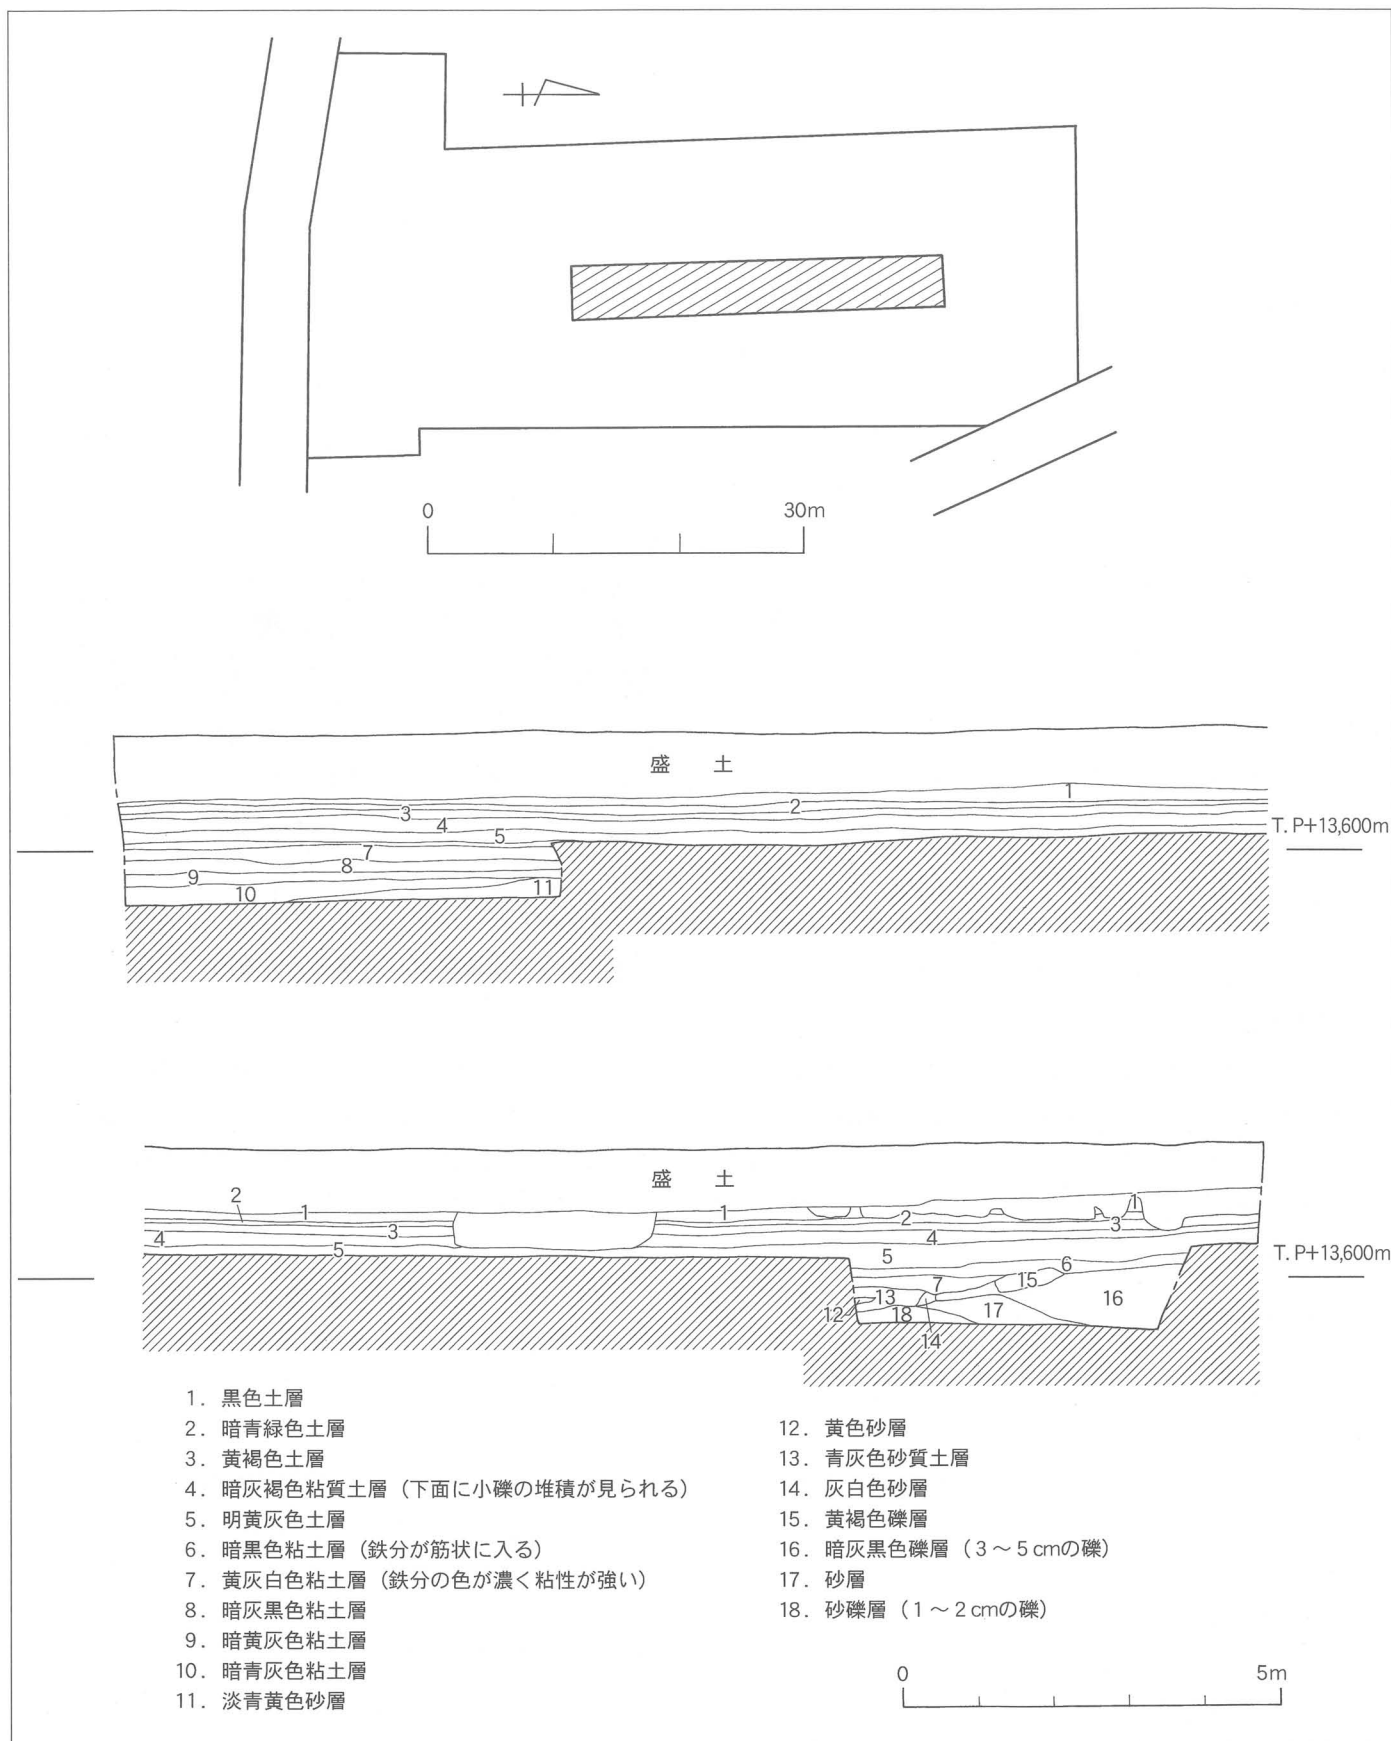 0 30m
盛 土
1
2
3
4
5
T. P+13,600m
7
8
9
10
11
盛 土
2
1
1
1
2
3
3
4
4
5
5
6
T. P+13,600m
7
15
16
13
12
18
17
14
1. 黒色土層
2. 暗青緑色土層
3. 黄褐色土層
4. 暗灰褐色粘質土層（下面に小礫の堆積が見られる）
5. 明黄灰色土層
6. 暗黒色粘土層（鉄分が筋状に入る）
7. 黄灰白色粘土層（鉄分の色が濃く粘性が強い）
8. 暗灰黒色粘土層
9. 暗黄灰色粘土層
10. 暗青灰色粘土層
11. 淡青黄色砂層
12. 黄色砂層
13. 青灰色砂質土層
14. 灰白色砂層
15. 黄褐色礫層
16. 暗灰黒色礫層（3～5cmの礫）
17. 砂層
18. 砂礫層（1～2cmの礫）
0 5m